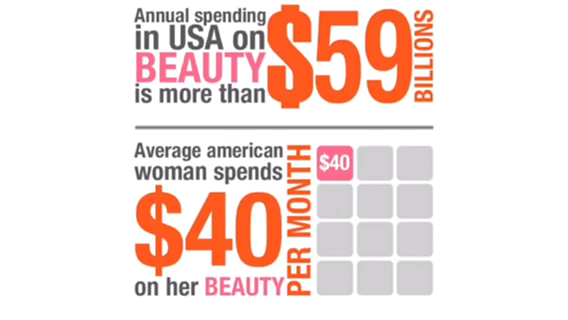 Annual spending
in USA on
BEAUTY
is more than
$59
BILLIONS
Average american
woman spends
$40
PER MONTH
on her BEAUTY
$40